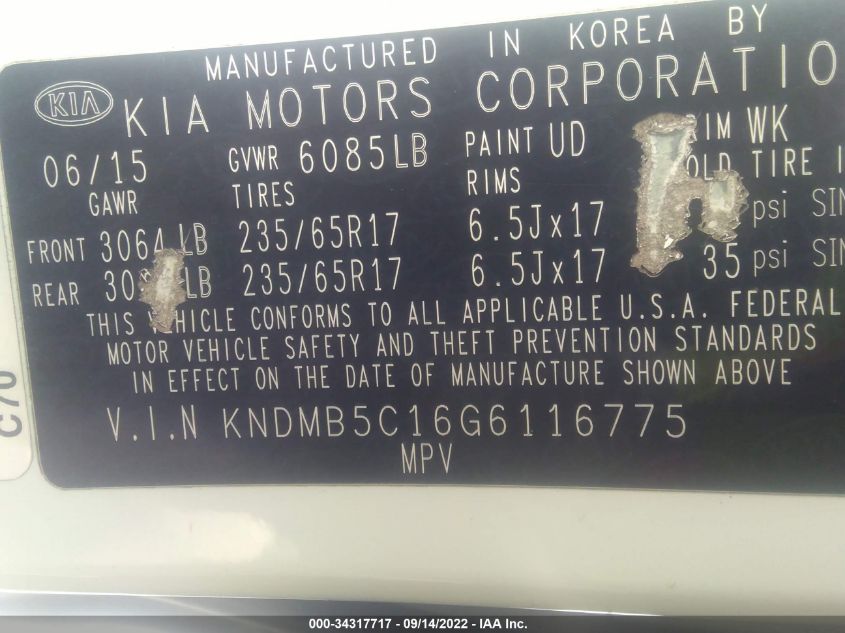 MANUFACTURED IN KOREA BY
KIA KIA MOTORS CORPORATIO
06/15 GVWR 6085LB PAINT UD IM WK
GAWR TIRES RIMS OLD TIRE
FRONT 3064 LB 235/65R17 6.5Jx17 psi SIN
REAR LB 235/65R17 6.5Jx17 35 psi SIN
THIS VEHICLE CONFORMS TO ALL APPLICABLE U.S.A. FEDERAL
MOTOR VEHICLE SAFETY AND THEFT PREVENTION STANDARDS
IN EFFECT ON THE DATE OF MANUFACTURE SHOWN ABOVE
V.I.N KNDMB5C16G6116775
MPV
C70
000-34317717 - 09/14/2022 - IAA Inc.